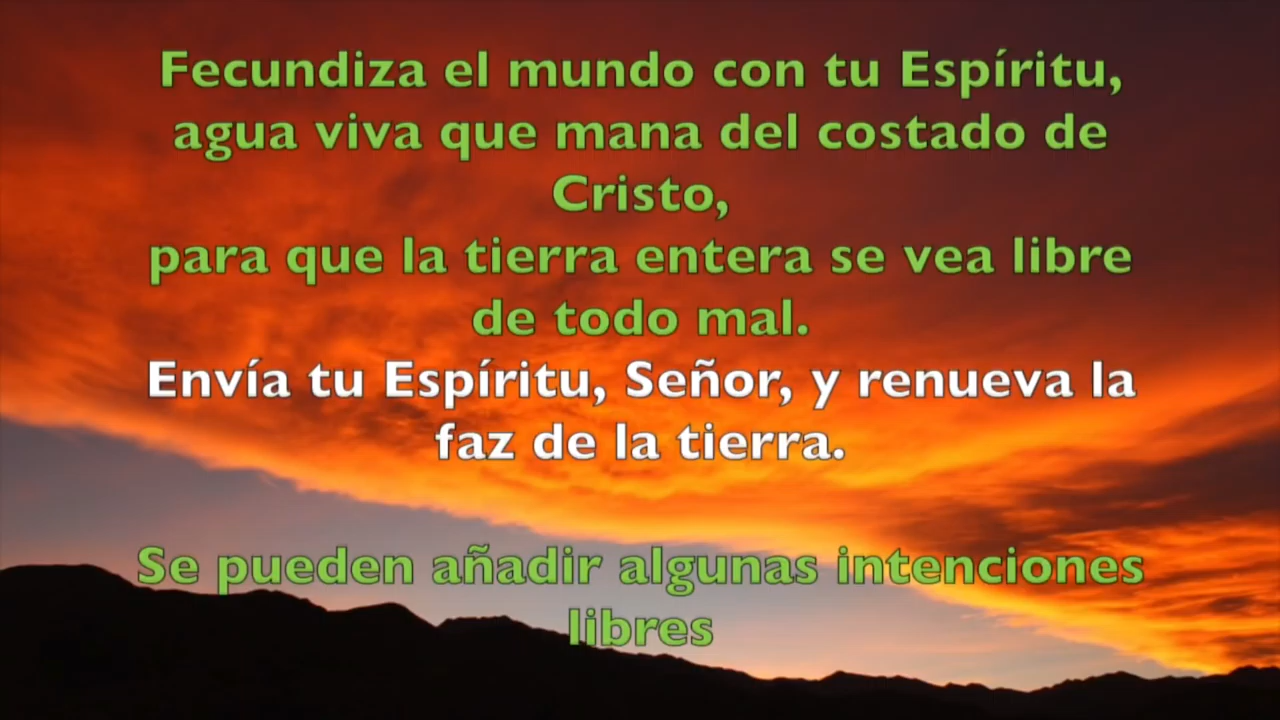 Fecundiza el mundo con tu Espíritu,
agua viva que mana del costado de
Cristo,
para que la tierra entera se vea libre
de todo mal.
Envía tu Espíritu, Señor, y renueva la
faz de la tierra.
Se pueden añadir algunas intenciones
libres